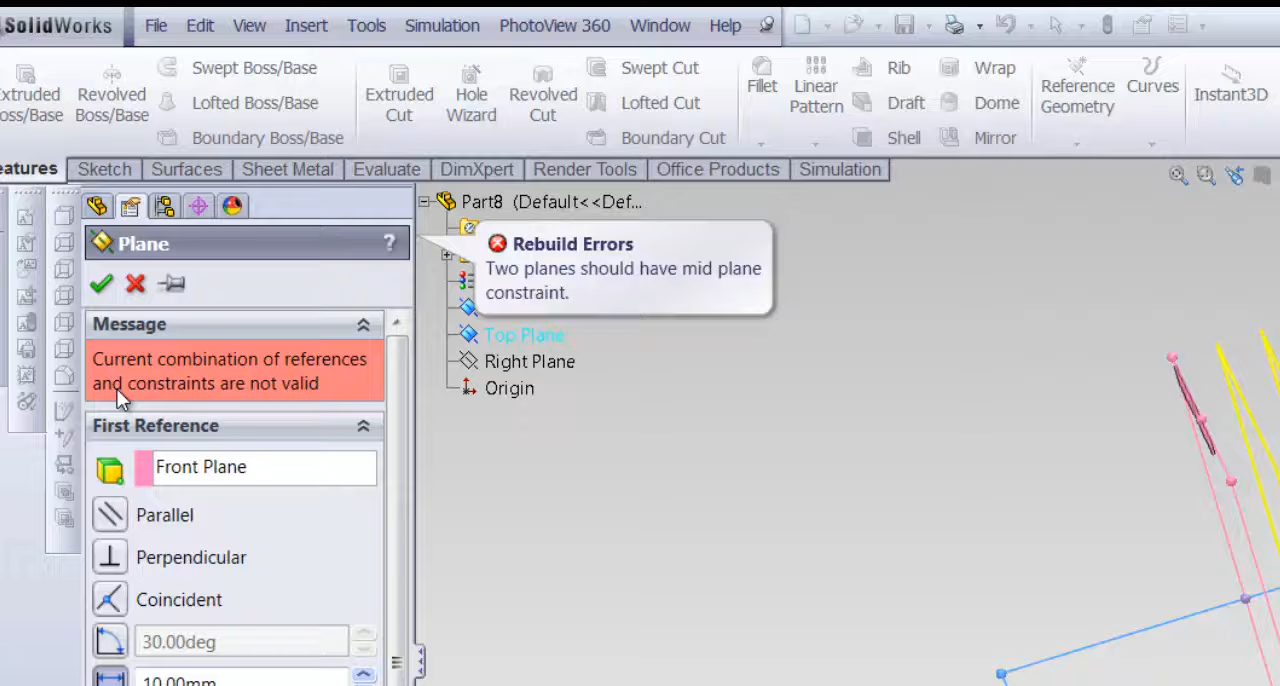 SolidWorks File Edit View Insert Tools Simulation PhotoView 360 Window Help
Swept Boss/Base
Lofted Boss/Base
Boundary Boss/Base
xtruded
oss/Base
Revolved
Boss/Base
Extruded
Cut
Hole
Wizard
Revolved
Cut
Swept Cut
Lofted Cut
Boundary Cut
Fillet
Linear
Pattern
Rib
Draft
Shell
Wrap
Dome
Mirror
Reference
Geometry
Curves
Instant3D
eatures Sketch Surfaces Sheet Metal Evaluate DimXpert Render Tools Office Products Simulation
Plane ?
Message
Current combination of references
and constraints are not valid
First Reference
Front Plane
Parallel
Perpendicular
Coincident
30.00deg
10.00mm
Part8 (Default<<Def...
Rebuild Errors
Two planes should have mid plane
constraint.
Top Plane
Right Plane
Origin